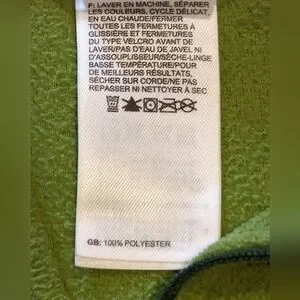 F: LAVER EN MACHINE, SÉPARER
LES COULEURS, CYCLE DÉLICAT,
EN EAU CHAUDE/FERMER
TOUTES LES FERMETURES À
GLISSIÈRE ET FERMETURES
DU TYPE VELCRO AVANT DE
LAVER/PAS D'EAU DE JAVEL NI
D'ASSOUPLISSEUR/SÈCHE-LINGE
BASSE TEMPÉRATURE/POUR
DE MEILLEURS RÉSULTATS,
SÉCHER SUR CORDE/NE PAS
REPASSER NI NETTOYER À SEC
GB: 100% POLYESTER